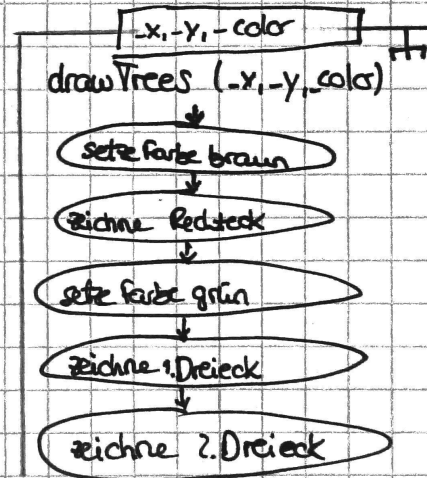 _x,_y,_color
drawTrees (_x,_y,_color)
setze Farbe braun
zeichne Rechteck
setze Farbe grün
zeichne 1.Dreieck
zeichne 2.Dreieck